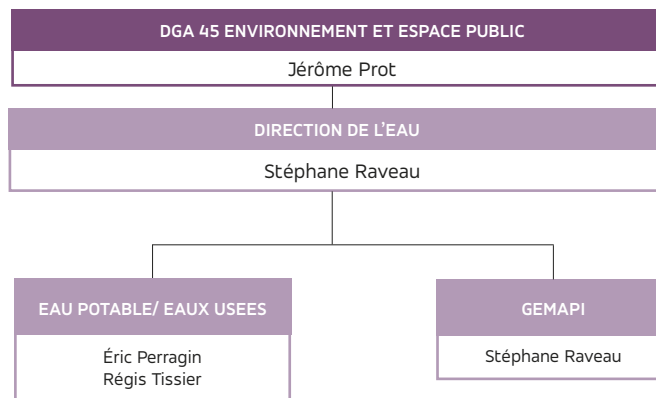 DGA 45 ENVIRONNEMENT ET ESPACE PUBLIC
Jérôme Prot
DIRECTION DE L'EAU
Stéphane Raveau
EAU POTABLE/ EAUX USEES
Éric Perragin
Régis Tissier
GEMAPI
Stéphane Raveau